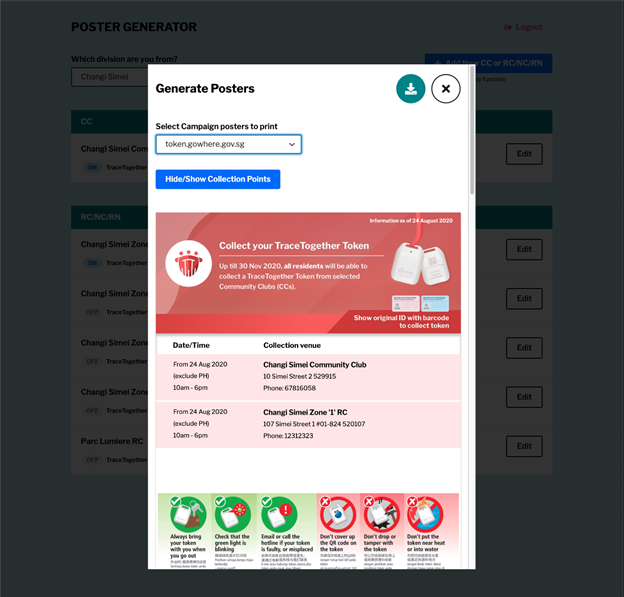 POSTER GENERATOR
Logout
Which division are you from?
Changi Simei
Add New CC or RC/NC/RN
Generate Posters
Select Campaign posters to print
token.gowhere.gov.sg
Hide/Show Collection Points
CC
Changi Simei Com
ON TraceTogether
Edit
RC/NC/RN
Changi Simei Zone
ON TraceTogether
Edit
Changi Simei Zone
OFF TraceTogether
Edit
Changi Simei Zone
OFF TraceTogether
Edit
Changi Simei Zone
OFF TraceTogether
Edit
Parc Lumiere RC
OFF TraceTogether
Edit
Information as of 24 August 2020
Collect your TraceTogether Token
Up till 30 Nov 2020, all residents will be able to
collect a TraceTogether Token from selected
Community Clubs (CCs).
Show original ID with barcode
to collect token
Date/Time Collection venue
From 24 Aug 2020
(exclude PH)
10am - 6pm
Changi Simei Community Club
10 Simei Street 2 529915
Phone: 67816058
From 24 Aug 2020
(exclude PH)
10am - 6pm
Changi Simei Zone '1' RC
107 Simei Street 1 #01-824 520107
Phone: 12312323
Always bring
your token
with you when
you go out
Check that the
green light is
blinking
Email or call the
hotline if your token
is faulty, or misplaced
Don't cover up
the QR code on
the token
Don't drop or
tamper with
the token
Don't put the
token near heat
or into water